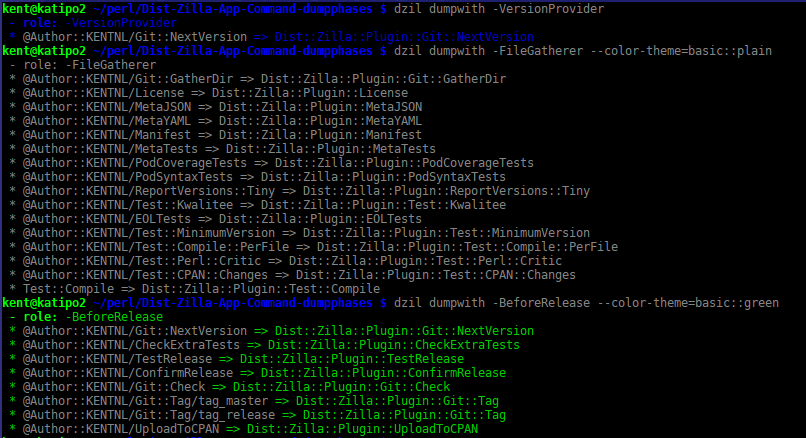 kent@katipo2 ~/perl/Dist-Zilla-App-Command-dumpphases $ dzil dumpwith -VersionProvider
- role: -VersionProvider
* @Author::KENTNL/Git::NextVersion => Dist::Zilla::Plugin::Git::NextVersion
kent@katipo2 ~/perl/Dist-Zilla-App-Command-dumpphases $ dzil dumpwith -FileGatherer --color-theme=basic::plain
- role: -FileGatherer
* @Author::KENTNL/Git::GatherDir => Dist::Zilla::Plugin::Git::GatherDir
* @Author::KENTNL/License => Dist::Zilla::Plugin::License
* @Author::KENTNL/MetaJSON => Dist::Zilla::Plugin::MetaJSON
* @Author::KENTNL/MetaYAML => Dist::Zilla::Plugin::MetaYAML
* @Author::KENTNL/Manifest => Dist::Zilla::Plugin::Manifest
* @Author::KENTNL/MetaTests => Dist::Zilla::Plugin::MetaTests
* @Author::KENTNL/PodCoverageTests => Dist::Zilla::Plugin::PodCoverageTests
* @Author::KENTNL/PodSyntaxTests => Dist::Zilla::Plugin::PodSyntaxTests
* @Author::KENTNL/ReportVersions::Tiny => Dist::Zilla::Plugin::ReportVersions::Tiny
* @Author::KENTNL/Test::Kwalitee => Dist::Zilla::Plugin::Test::Kwalitee
* @Author::KENTNL/EOLTests => Dist::Zilla::Plugin::EOLTests
* @Author::KENTNL/Test::MinimumVersion => Dist::Zilla::Plugin::Test::MinimumVersion
* @Author::KENTNL/Test::Compile::PerFile => Dist::Zilla::Plugin::Test::Compile::PerFile
* @Author::KENTNL/Test::Perl::Critic => Dist::Zilla::Plugin::Test::Perl::Critic
* @Author::KENTNL/Test::CPAN::Changes => Dist::Zilla::Plugin::Test::CPAN::Changes
* Test::Compile => Dist::Zilla::Plugin::Test::Compile
kent@katipo2 ~/perl/Dist-Zilla-App-Command-dumpphases $ dzil dumpwith -BeforeRelease --color-theme=basic::green
- role: -BeforeRelease
* @Author::KENTNL/Git::NextVersion => Dist::Zilla::Plugin::Git::NextVersion
* @Author::KENTNL/CheckExtraTests => Dist::Zilla::Plugin::CheckExtraTests
* @Author::KENTNL/TestRelease => Dist::Zilla::Plugin::TestRelease
* @Author::KENTNL/ConfirmRelease => Dist::Zilla::Plugin::ConfirmRelease
* @Author::KENTNL/Git::Check => Dist::Zilla::Plugin::Git::Check
* @Author::KENTNL/Git::Tag/tag_master => Dist::Zilla::Plugin::Git::Tag
* @Author::KENTNL/Git::Tag/tag_release => Dist::Zilla::Plugin::Git::Tag
* @Author::KENTNL/UploadToCPAN => Dist::Zilla::Plugin::UploadToCPAN